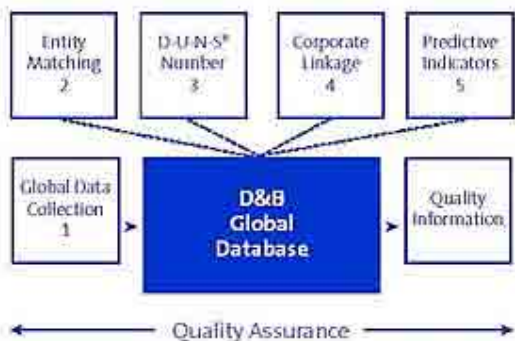 Entity
Matching
2
D-U-N-S®
Number
3
Corporate
Linkage
4
Predictive
Indicators
5
Global Data
Collection
1
D&B
Global
Database
Quality
Information
Quality Assurance